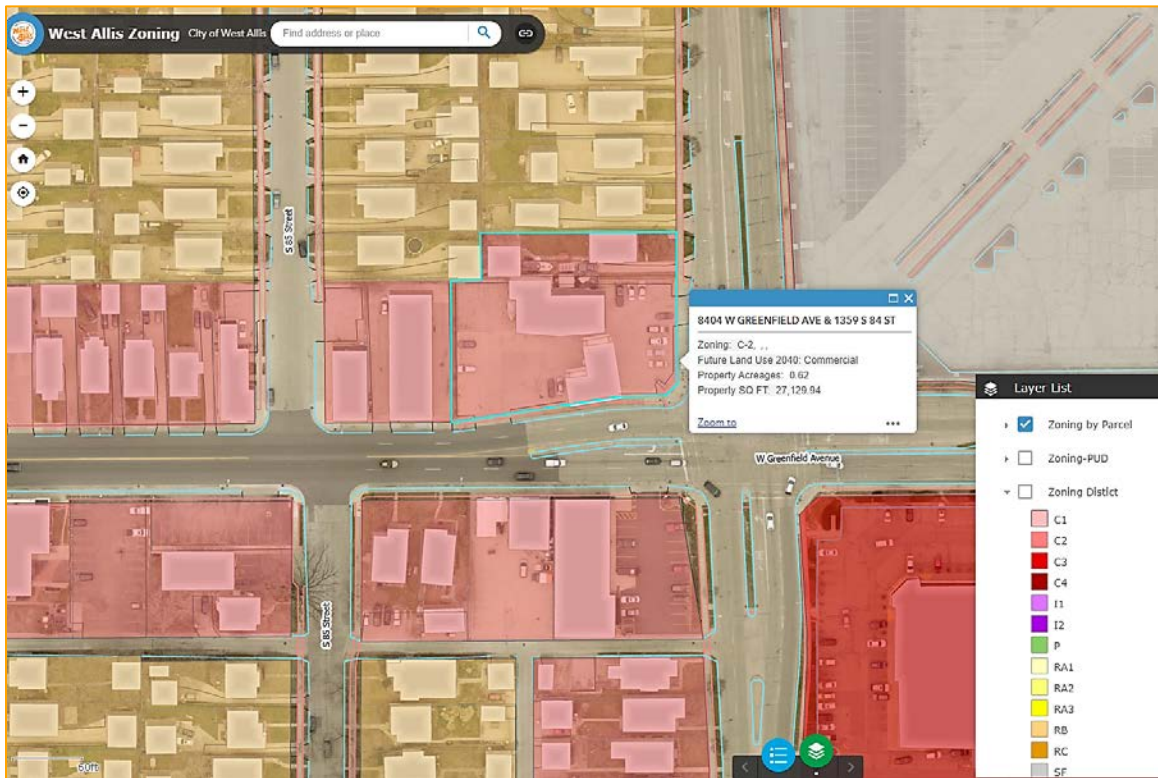 West Allis
West Allis Zoning City of West Allis Find address or place
+
−
S 85 Street
8404 W GREENFIELD AVE & 1359 S 84 ST
Zoning: C-2, , ,
Future Land Use 2040: Commercial
Property Acreages: 0.62
Property SQ FT: 27,129.94
Zoom to
•••
W Greenfield Avenue
S 85 Street
60ft
Layer List
Zoning by Parcel
Zoning-PUD
Zoning Distict
C1
C2
C3
C4
I1
I2
P
RA1
RA2
RA3
RB
RC
SF